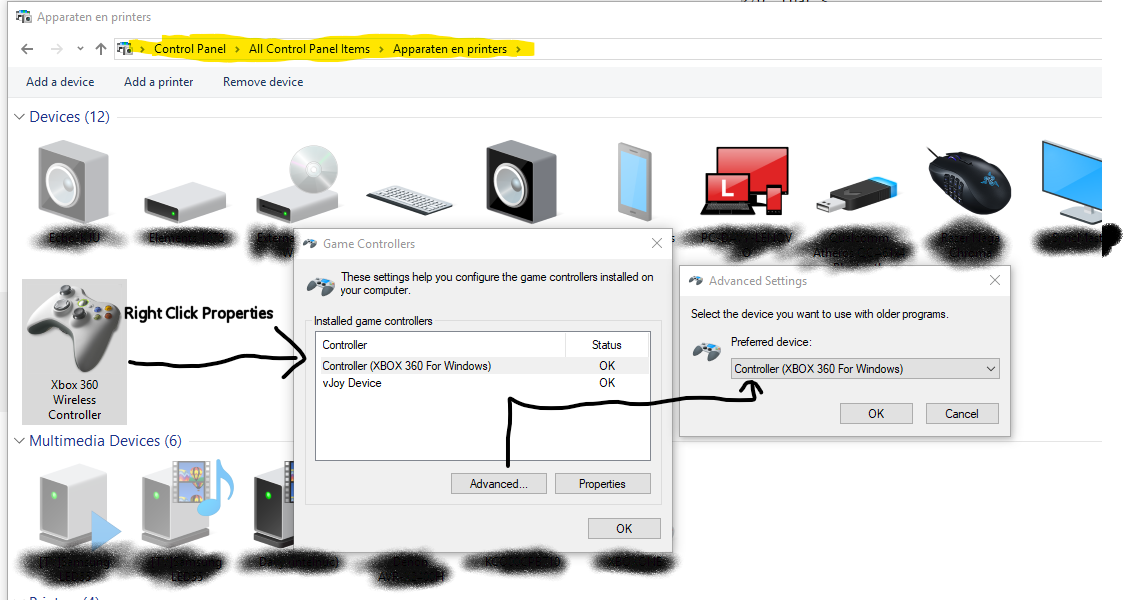 Apparaten en printers
Control Panel > All Control Panel Items > Apparaten en printers >
Add a device Add a printer Remove device
Devices (12)
L
Right Click Properties
Xbox 360
Wireless
Controller
Game Controllers
These settings help you configure the game controllers installed on
your computer.
Installed game controllers
Controller Status
Controller (XBOX 360 For Windows) OK
vJoy Device OK
Advanced... Properties
OK
Advanced Settings
Select the device you want to use with older programs.
Preferred device:
Controller (XBOX 360 For Windows)
OK Cancel
Multimedia Devices (6)